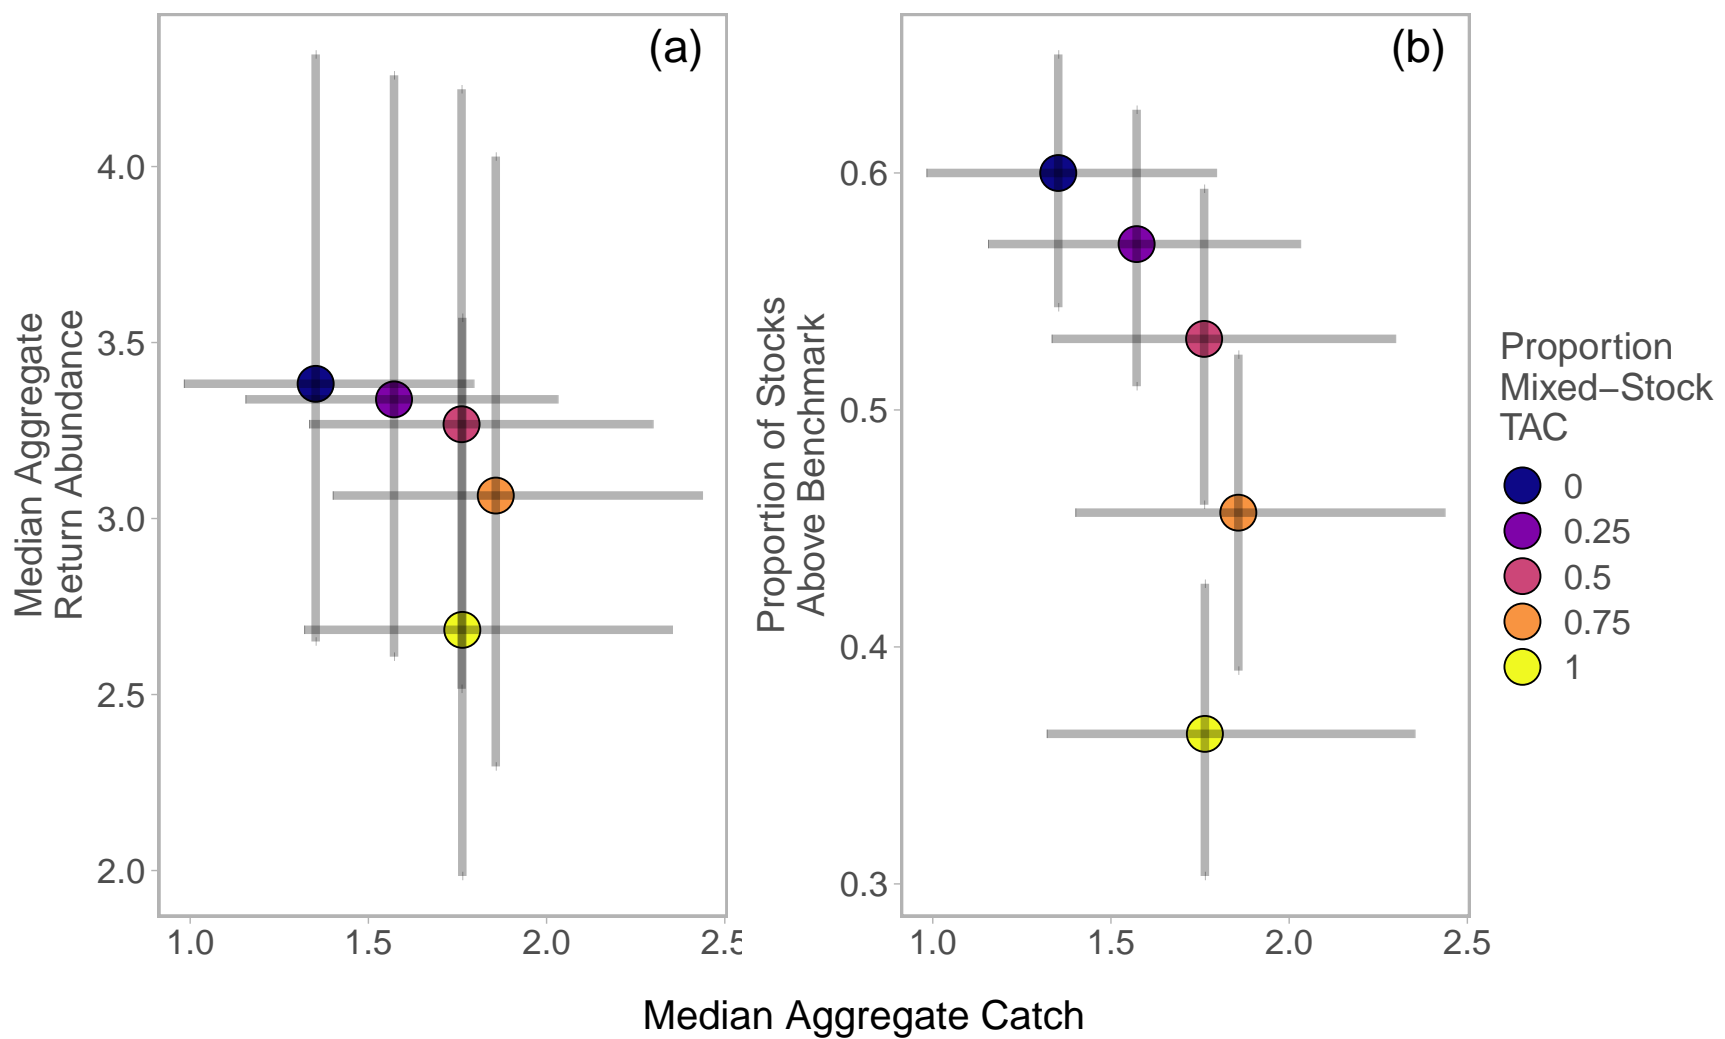 (a)
Median Aggregate
Return Abundance
4.0
3.5
3.0
2.5
2.0
1.0
1.5
2.0
2.5
(b)
Proportion of Stocks
Above Benchmark
0.6
0.5
0.4
0.3
1.0
1.5
2.0
2.5
Median Aggregate Catch
Proportion
Mixed−Stock
TAC
0
0.25
0.5
0.75
1